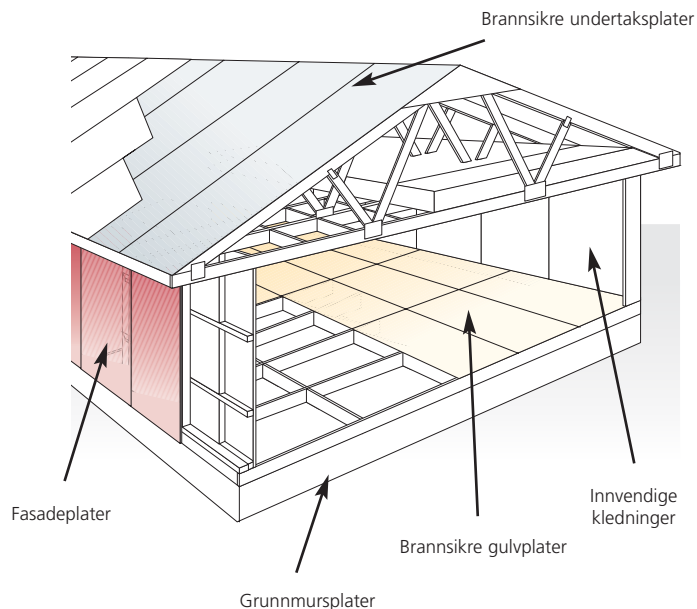 Brannsikre undertaksplater
Innvendige
kledninger
Fasadeplater
Brannsikre gulvplater
Grunnmursplater